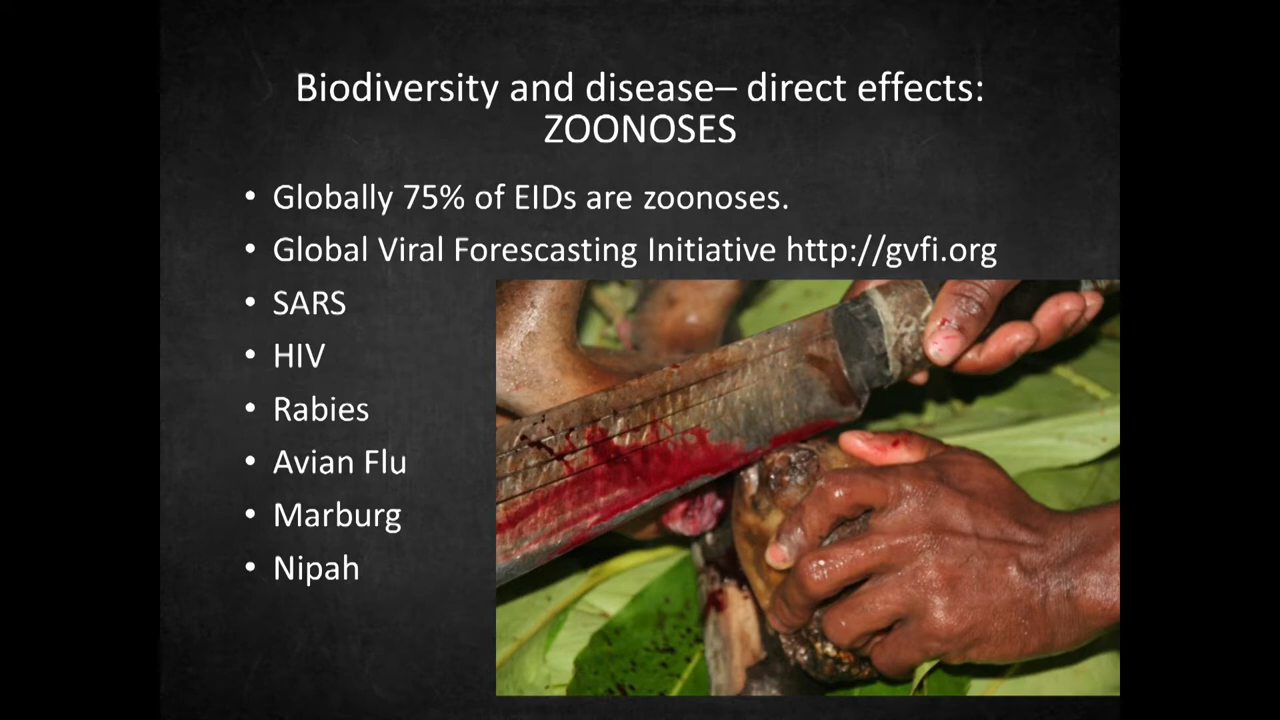 Biodiversity and disease– direct effects:
ZOONOSES
• Globally 75% of EIDs are zoonoses.
• Global Viral Forescasting Initiative http://gvfi.org
• SARS
• HIV
• Rabies
• Avian Flu
• Marburg
• Nipah